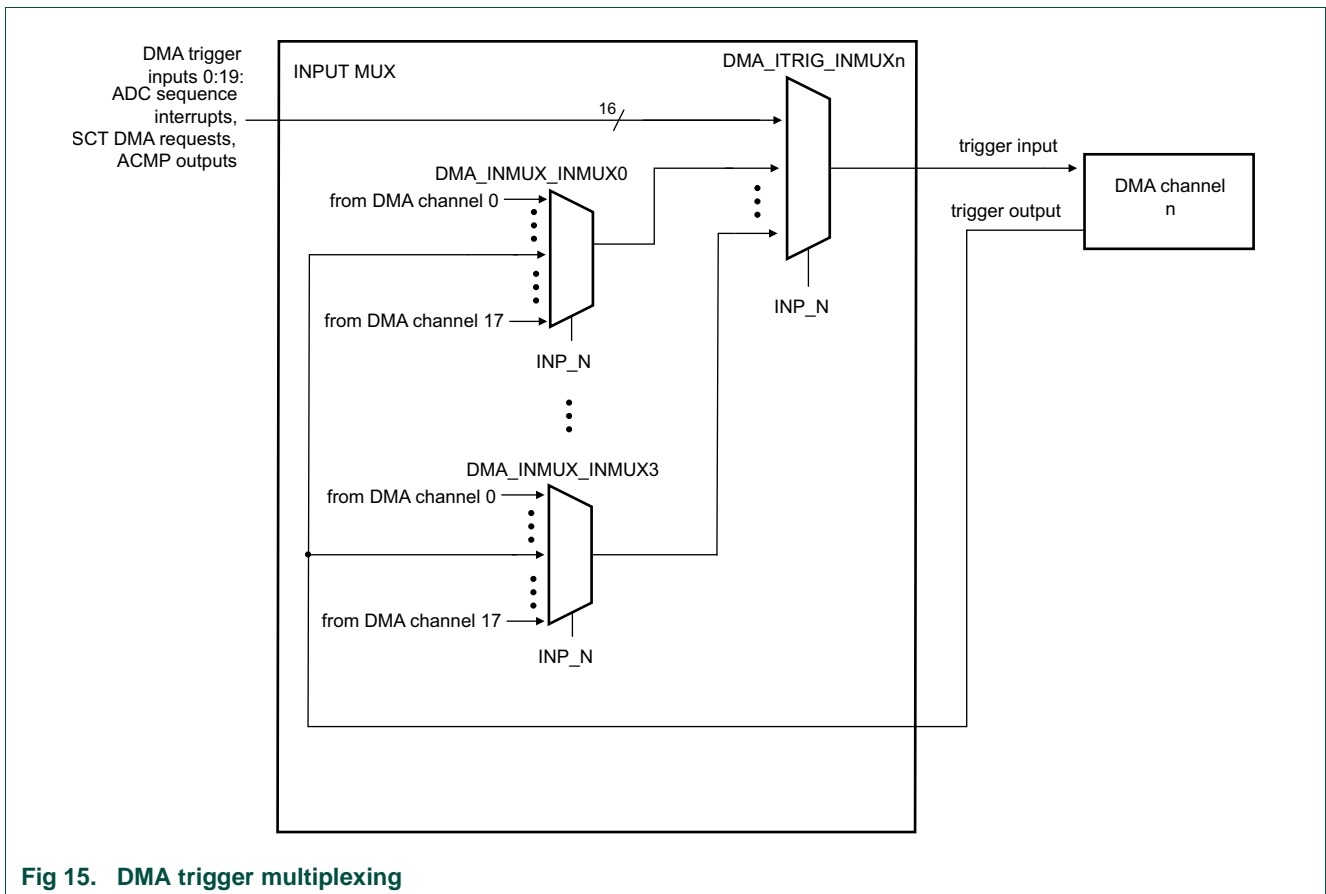 DMA trigger
inputs 0:19:
ADC sequence
interrupts,
SCT DMA requests,
ACMP outputs
INPUT MUX
DMA_ITRIG_INMUXn
16
DMA_INMUX_INMUX0
from DMA channel 0
from DMA channel 17
INP_N
INP_N
trigger input
trigger output
DMA channel
n
DMA_INMUX_INMUX3
from DMA channel 0
from DMA channel 17
INP_N
Fig 15. DMA trigger multiplexing